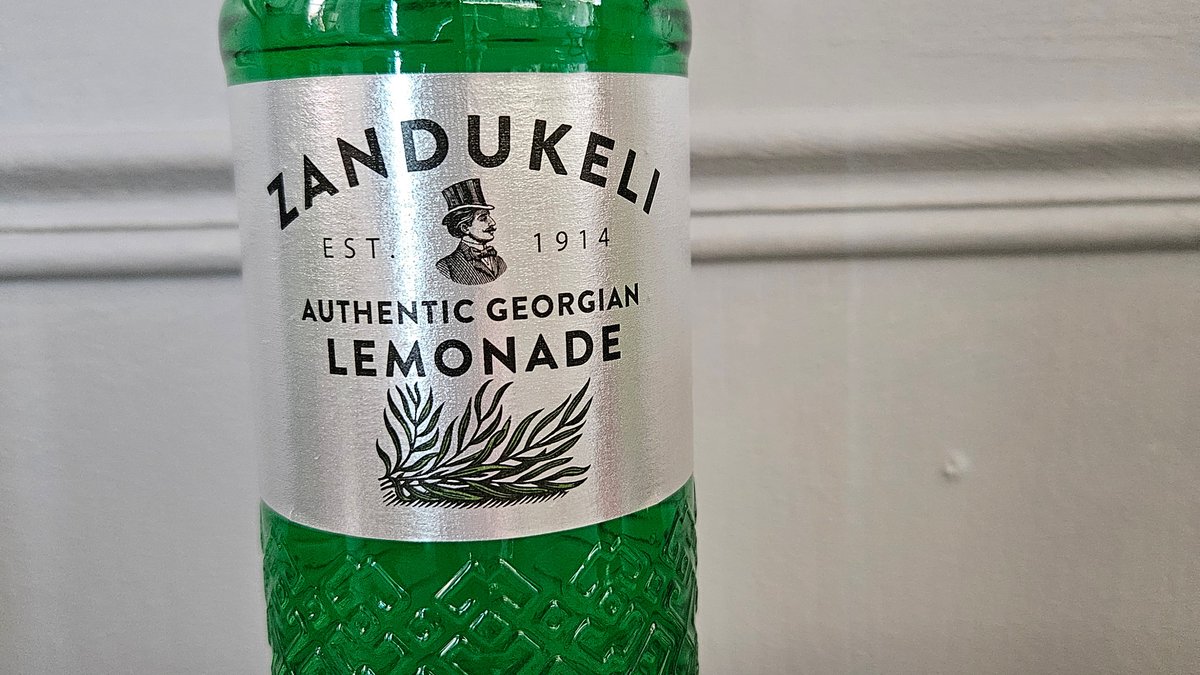 ZANDUKELI
EST. 1914
AUTHENTIC GEORGIAN
LEMONADE